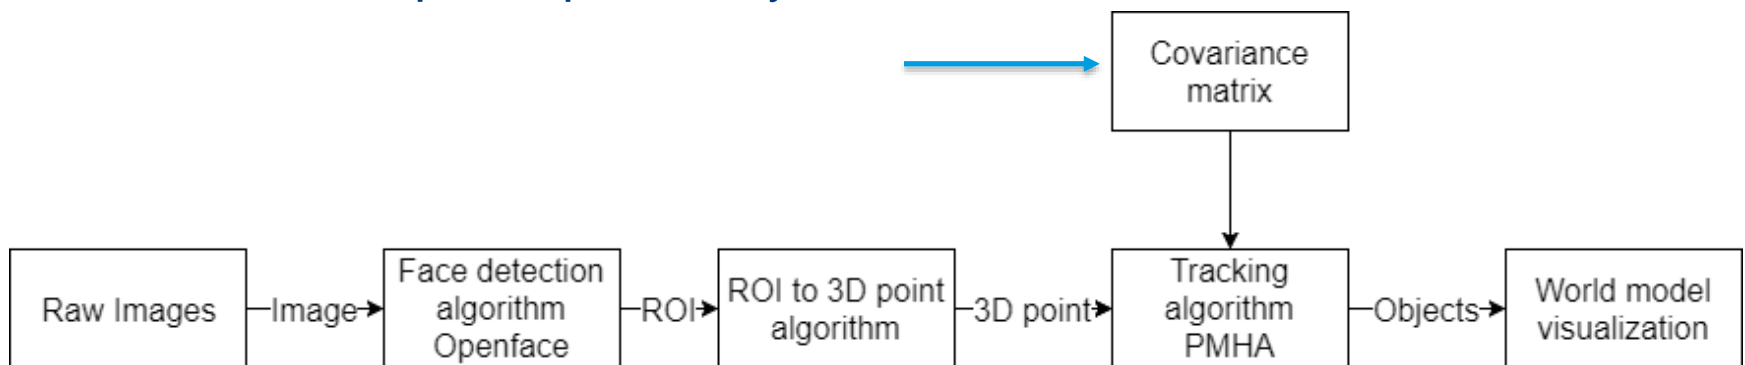 Covariance
matrix
Raw Images
Image
Face detection
algorithm
Openface
ROI
ROI to 3D point
algorithm
3D point
Tracking
algorithm
PMHA
Objects
World model
visualization